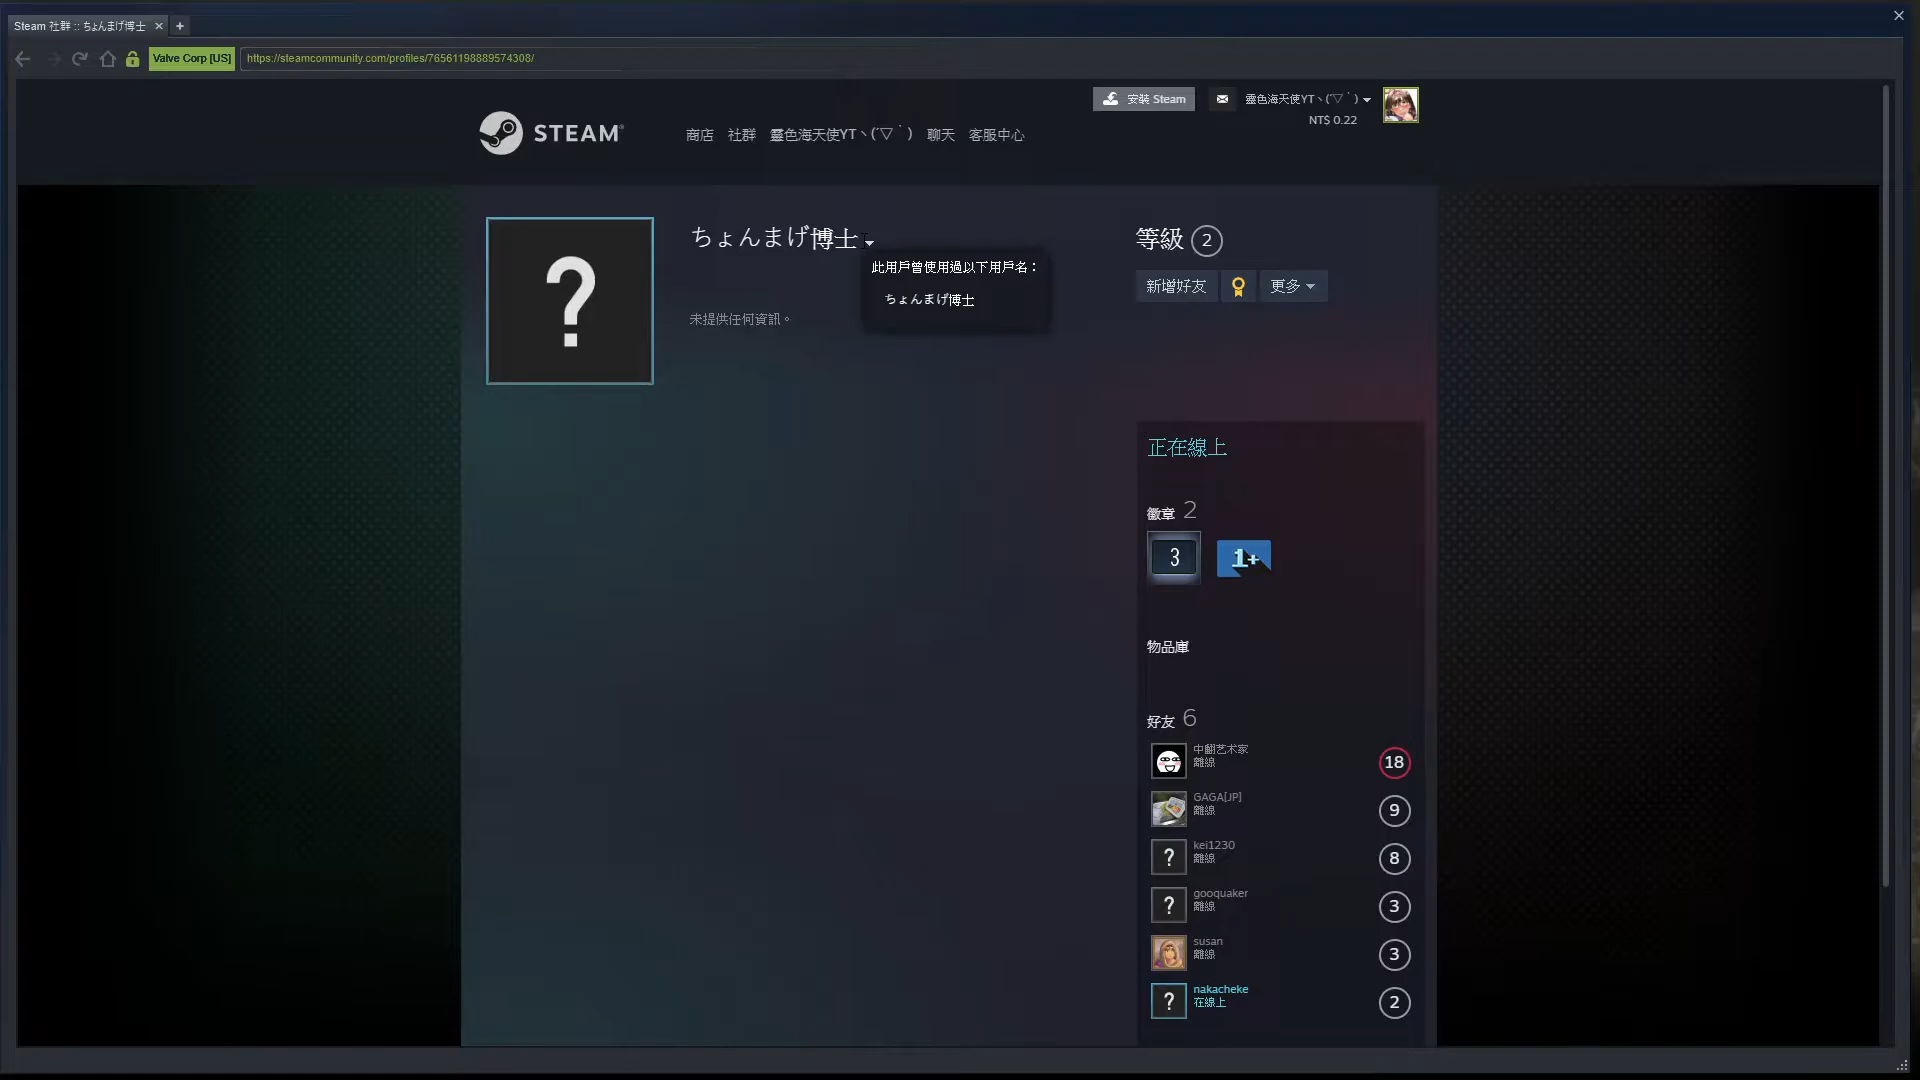 Steam 社群 :: ちょんまげ博士
Valve Corp [US]
https://steamcommunity.com/profiles/76561198889574308/
安裝 Steam
靈色海天使YTヽ(´▽`)
NT$ 0.22
STEAM
商店 社群 靈色海天使YTヽ(´▽`) 聊天 客服中心
ちょんまげ博士
此用戶曾使用過以下用戶名：
ちょんまげ博士
未提供任何資訊。
等級 2
新增好友
更多
正在線上
徽章 2
3
1+
物品庫
好友 6
中翻艺术家
離線
18
GAGA[JP]
離線
9
kei1230
離線
8
gooquaker
離線
3
susan
離線
3
nakacheke
在線上
2